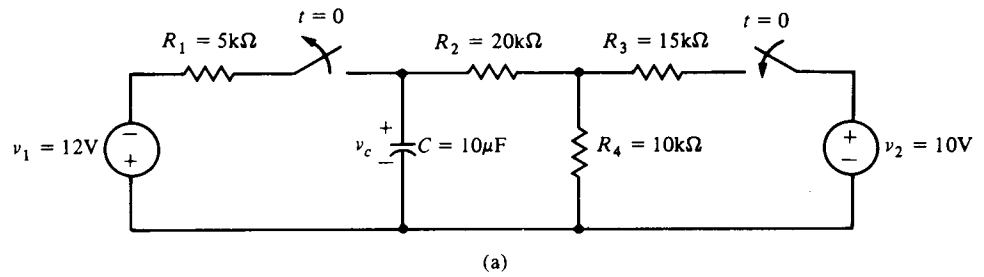 t = 0
t = 0
R1 = 5kΩ
R2 = 20kΩ
R3 = 15kΩ
v1 = 12V
− +
+ vc −
C = 10μF
R4 = 10kΩ
+ −
v2 = 10V
(a)